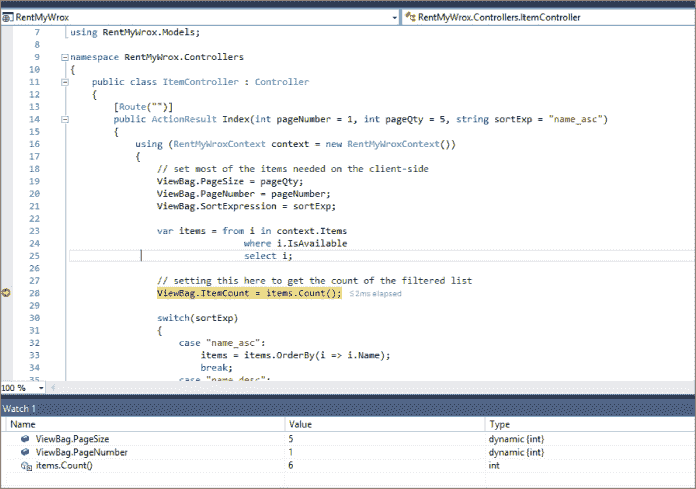 RentMyWrox RentMyWrox.Controllers.ItemController
7 using RentMyWrox.Models;
8
9 namespace RentMyWrox.Controllers
10 {
11 public class ItemController : Controller
12 {
13 [Route("")]
14 public ActionResult Index(int pageNumber = 1, int pageQty = 5, string sortExp = "name_asc")
15 {
16 using (RentMyWroxContext context = new RentMyWroxContext())
17 {
18 // set most of the items needed on the client-side
19 ViewBag.PageSize = pageQty;
20 ViewBag.PageNumber = pageNumber;
21 ViewBag.SortExpression = sortExp;
22
23 var items = from i in context.Items
24 where i.IsAvailable
25 select i;
26
27 // setting this here to get the count of the filtered list
28 ViewBag.ItemCount = items.Count(); ≤2ms elapsed
29
30 switch(sortExp)
31 {
32 case "name_asc":
33 items = items.OrderBy(i => i.Name);
34 break;
35 case "name_desc":
100 %
Watch 1
Name Value Type
ViewBag.PageSize 5 dynamic {int}
ViewBag.PageNumber 1 dynamic {int}
items.Count() 6 int